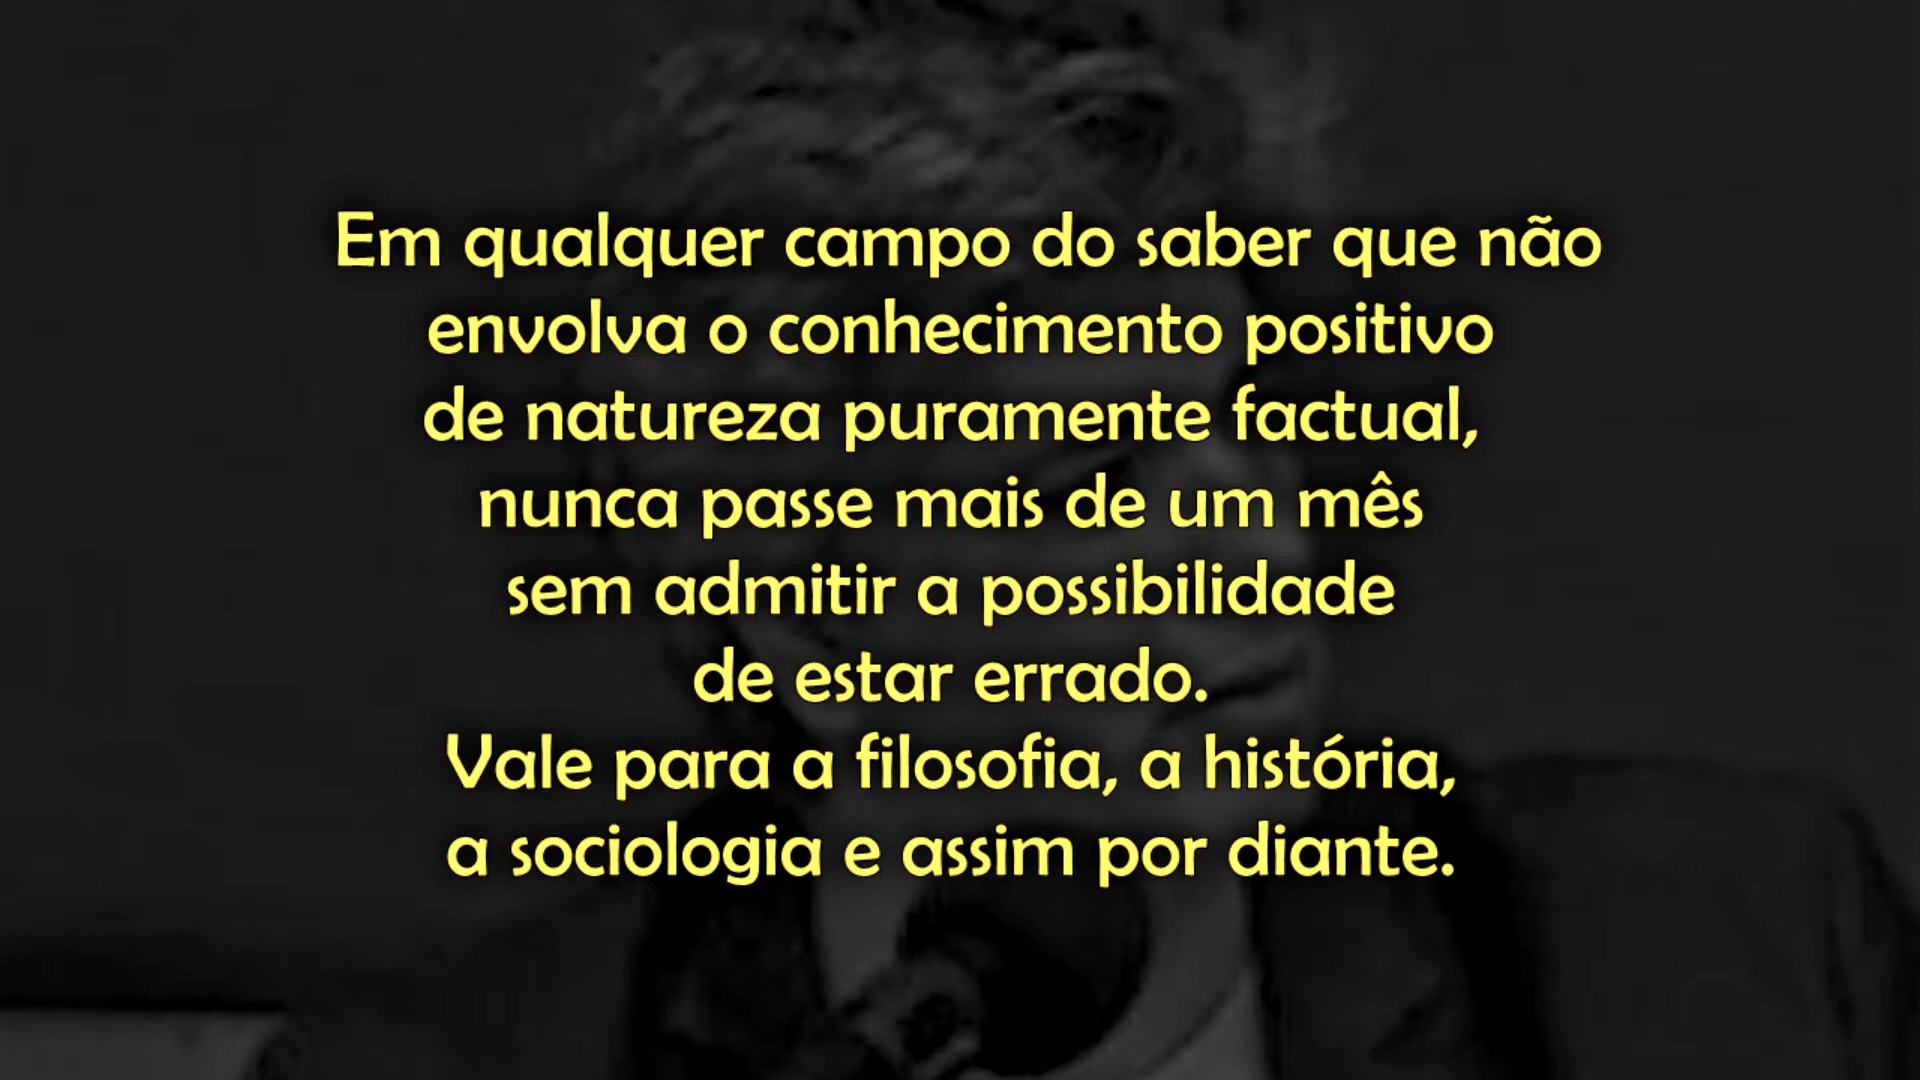 Em qualquer campo do saber que não
envolva o conhecimento positivo
de natureza puramente factual,
nunca passe mais de um mês
sem admitir a possibilidade
de estar errado.
Vale para a filosofia, a história,
a sociologia e assim por diante.